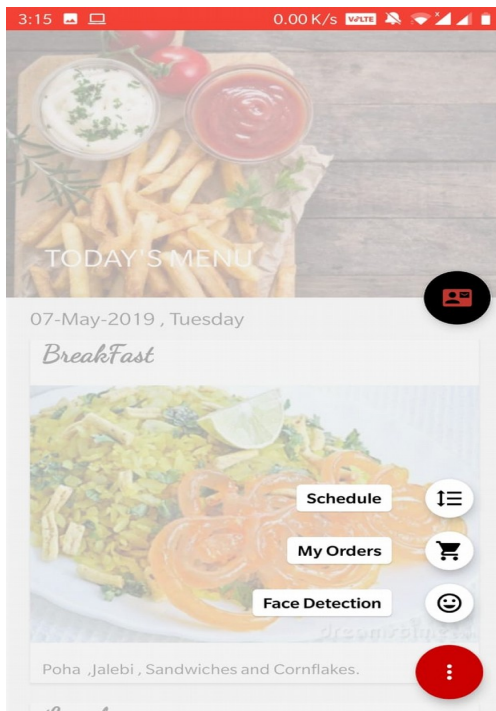 3:15
0.00 K/s VoLTE
TODAY'S MENU
07-May-2019 , Tuesday
BreakFast
Schedule
My Orders
Face Detection
Poha ,Jalebi , Sandwiches and Cornflakes.